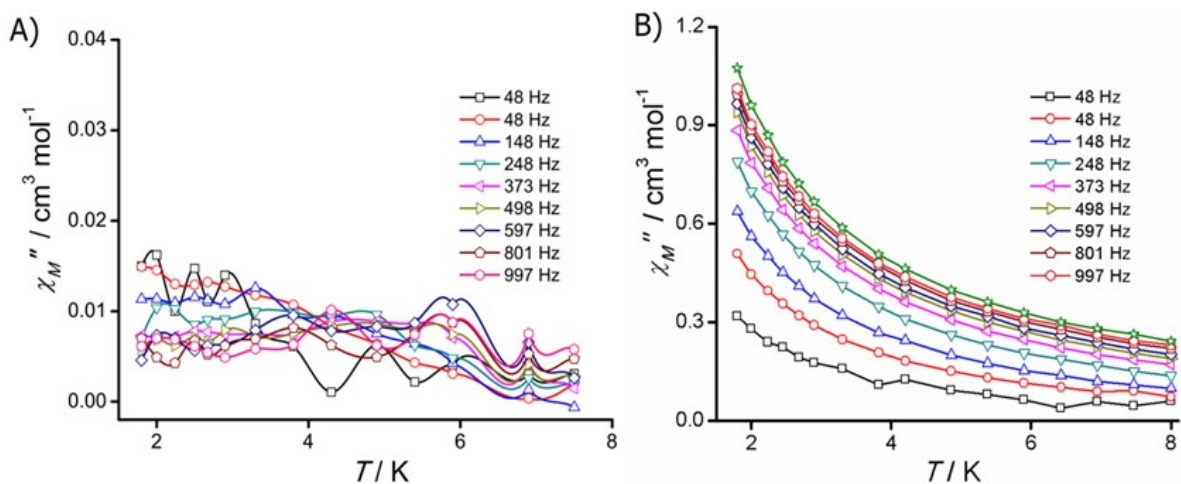 A)
0.04
0.03
0.02
0.01
0.00
χM'' / cm³ mol⁻¹
48 Hz
48 Hz
148 Hz
248 Hz
373 Hz
498 Hz
597 Hz
801 Hz
997 Hz
2 4 6 8
T / K
B)
1.2
0.9
0.6
0.3
0.0
χM'' / cm³ mol⁻¹
48 Hz
48 Hz
148 Hz
248 Hz
373 Hz
498 Hz
597 Hz
801 Hz
997 Hz
2 4 6 8
T / K